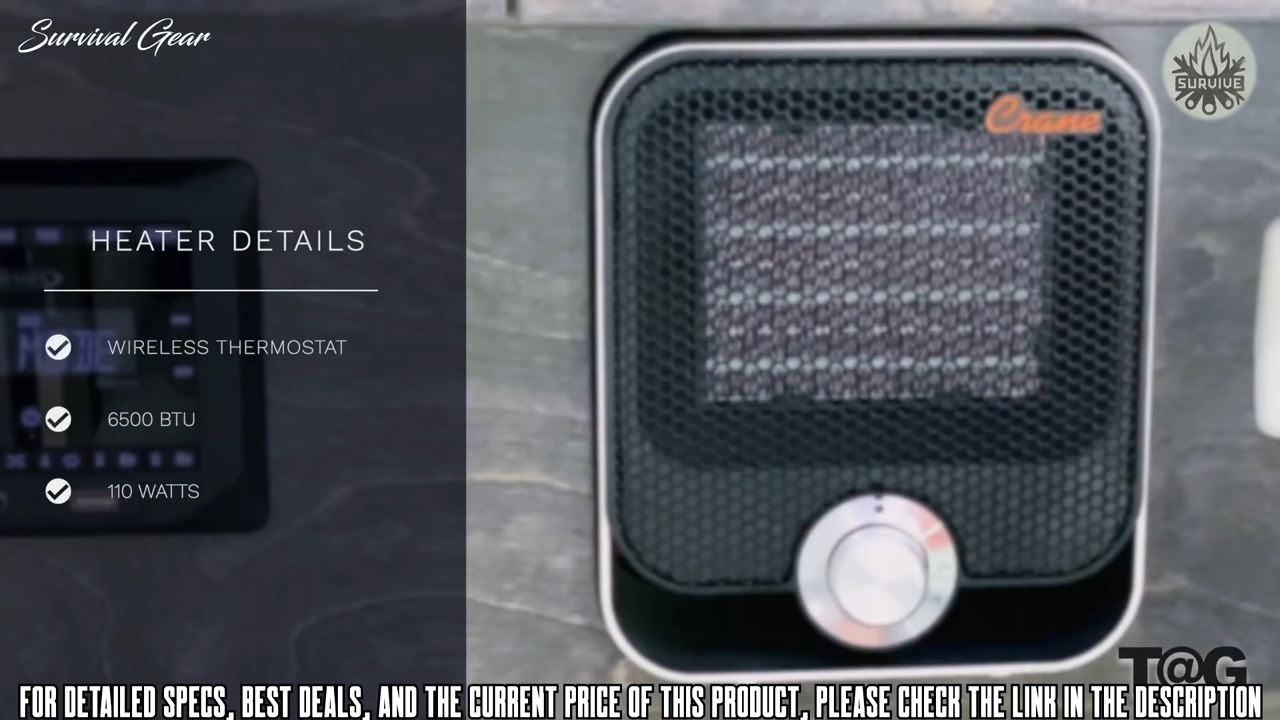 Survival Gear
SURVIVE
Crane
HEATER DETAILS
WIRELESS THERMOSTAT
6500 BTU
110 WATTS
T@G
FOR DETAILED SPECS, BEST DEALS, AND THE CURRENT PRICE OF THIS PRODUCT, PLEASE CHECK THE LINK IN THE DESCRIPTION